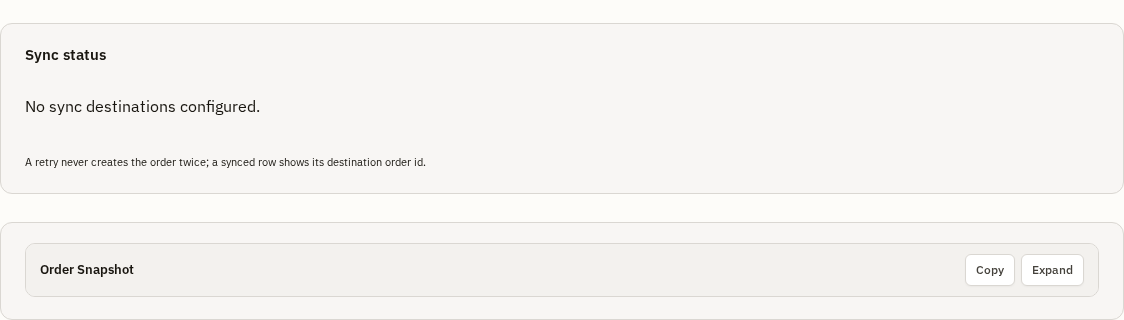 Sync status
No sync destinations configured.
A retry never creates the order twice; a synced row shows its destination order id.
Order Snapshot
Copy
Expand